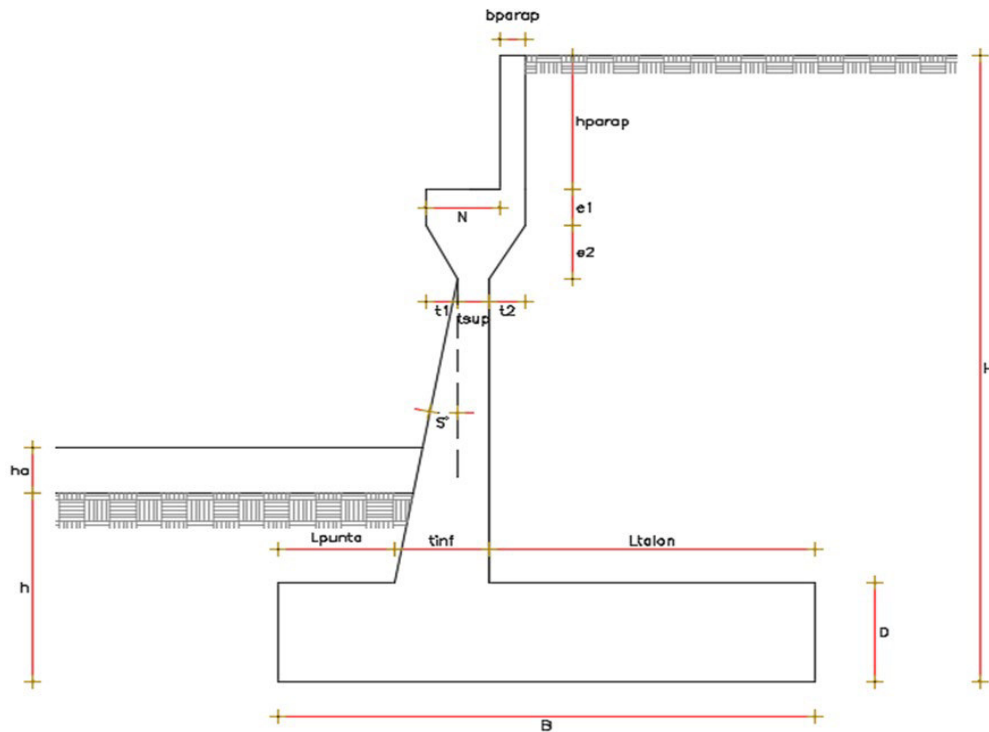 bparap
hparap
e1
N
e2
t1
tsup
t2
H
S°
ha
Lpunta
tinf
Ltalon
h
D
B